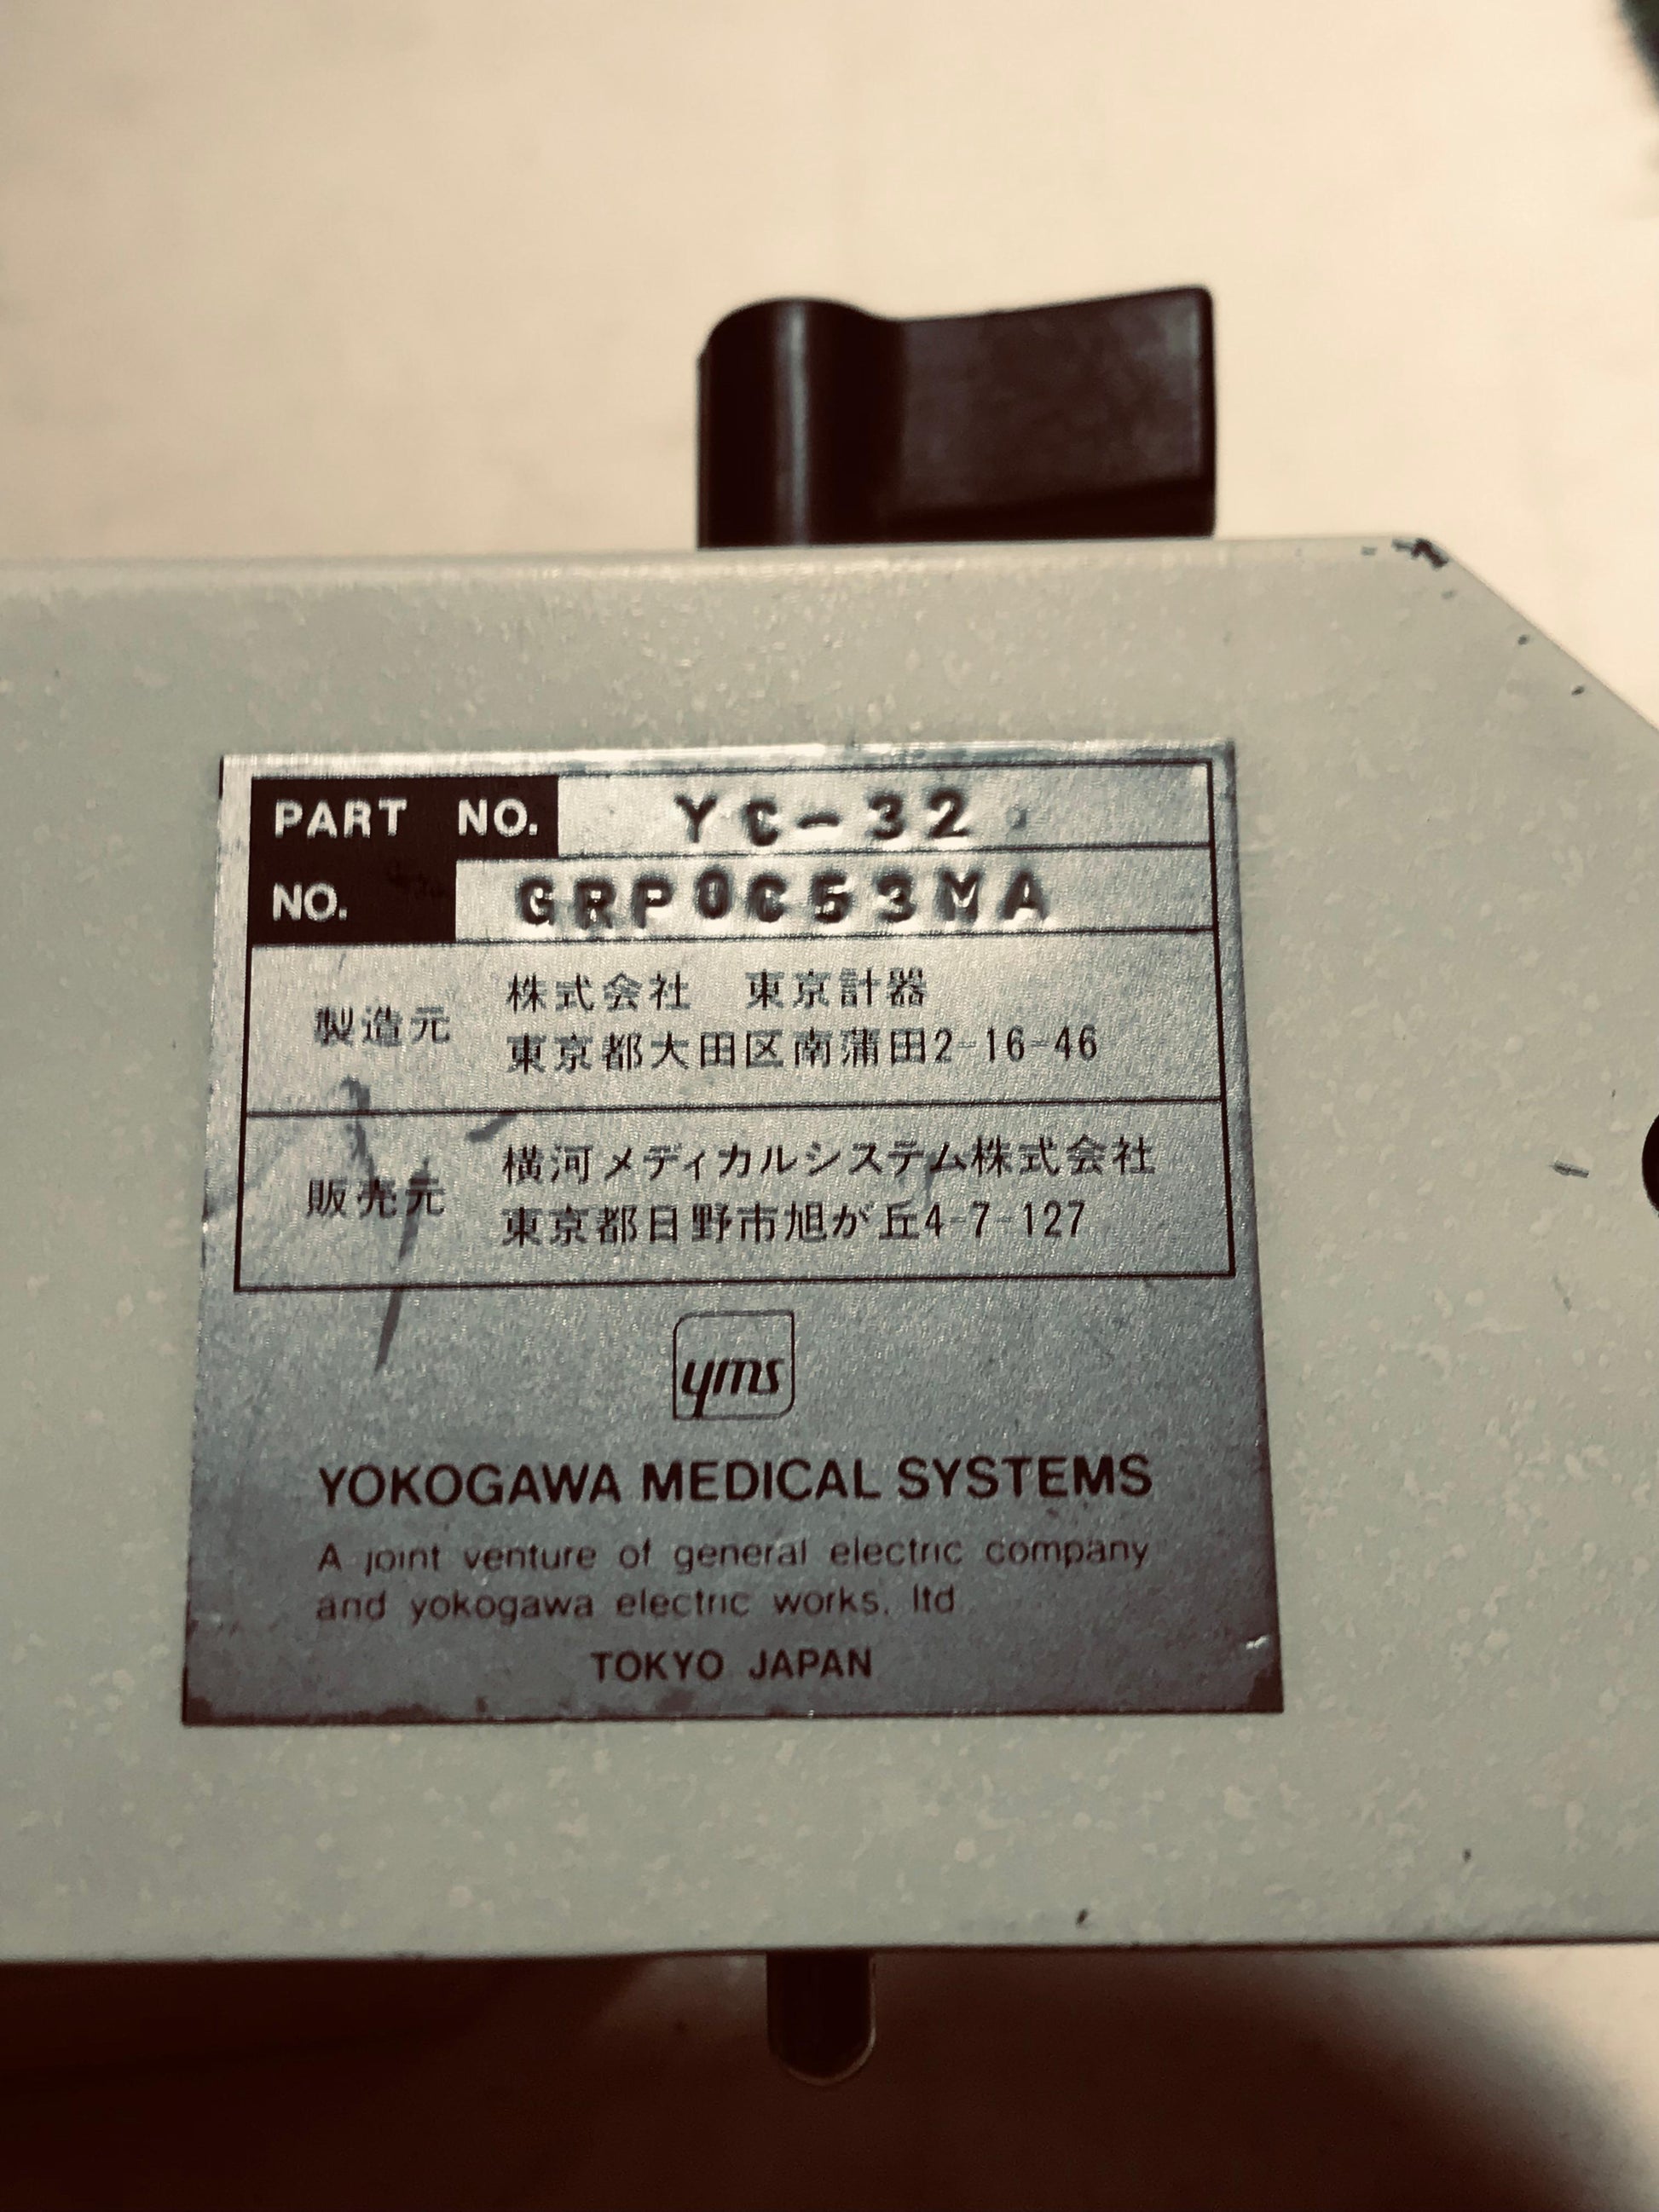 PART NO. YC-32
NO. GRP0C53MA
製造元
株式会社 東京計器
東京都大田区南蒲田2-16-46
販売元
横河メディカルシステム株式会社
東京都日野市旭が丘4-7-127
yms
YOKOGAWA MEDICAL SYSTEMS
A joint venture of general electric company
and yokogawa electric works, ltd
TOKYO JAPAN